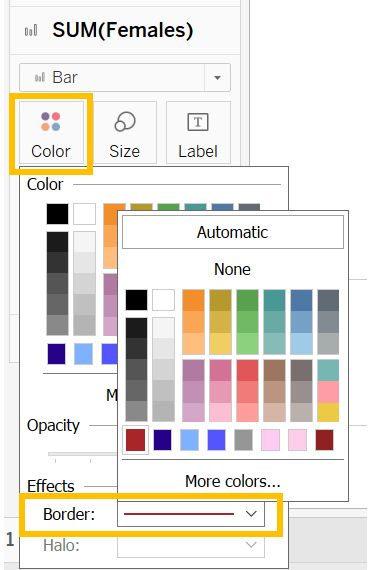 SUM(Females)
Bar
Color
Size
T
Label
Color
Automatic
None
M
Opacity
More colors...
Effects
Border:
1
Halo: